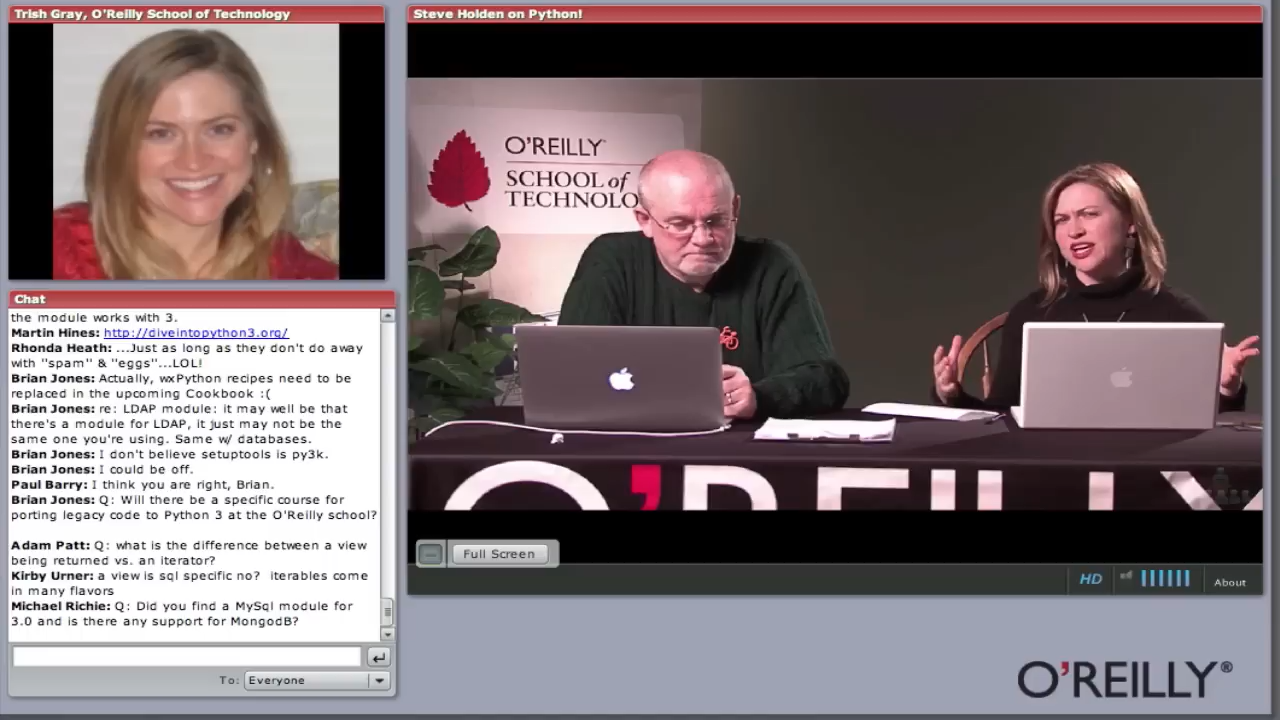 Trish Gray, O'Reilly School of Technology
Steve Holden on Python!
O'REILLY
SCHOOL of
TECHNOLO
O'REILLY
Chat
the module works with 3.
Martin Hines: http://diveintopython3.org/
Rhonda Heath: ...Just as long as they don't do away
with "spam" & "eggs"...LOL!
Brian Jones: Actually, wxPython recipes need to be
replaced in the upcoming Cookbook :(
Brian Jones: re: LDAP module: it may well be that
there's a module for LDAP, it just may not be the
same one you're using. Same w/ databases.
Brian Jones: I don't believe setuptools is py3k.
Brian Jones: I could be off.
Paul Barry: I think you are right, Brian.
Brian Jones: Q: Will there be a specific course for
porting legacy code to Python 3 at the O'Reilly school?
Adam Patt: Q: what is the difference between a view
being returned vs. an iterator?
Kirby Urner: a view is sql specific no?  iterables come
in many flavors
Michael Richie: Q: Did you find a MySql module for
3.0 and is there any support for MongodB?
To: Everyone
Full Screen
HD
About
O'REILLY®